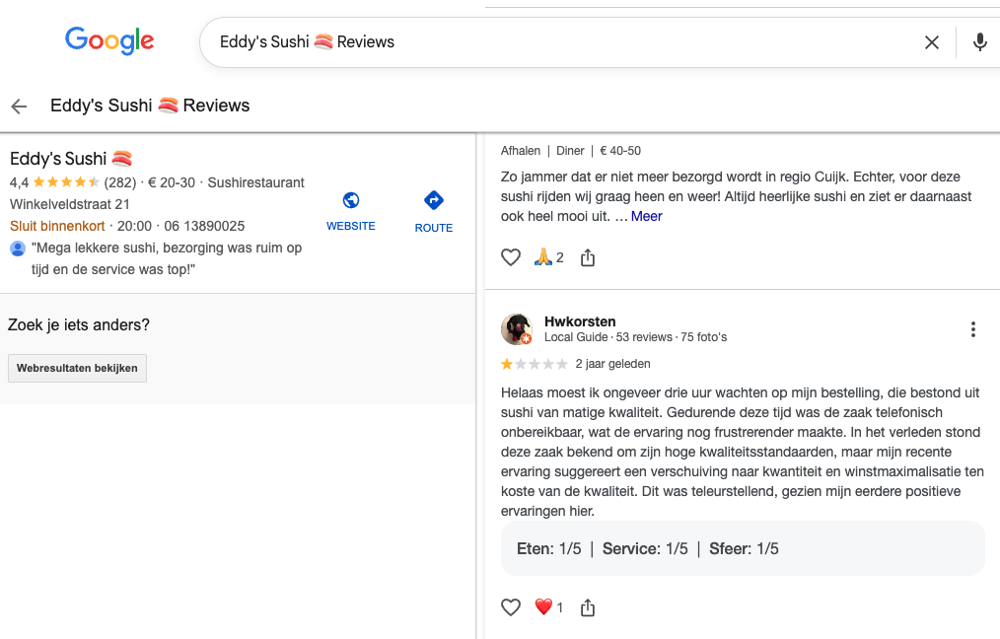 Google
Eddy's Sushi 🍣 Reviews
Eddy's Sushi 🍣 Reviews
Eddy's Sushi 🍣
4,4 (282) · € 20-30 · Sushirestaurant
Winkelveldstraat 21
Sluit binnenkort · 20:00 · 06 13890025
"Mega lekkere sushi, bezorging was ruim op
tijd en de service was top!"
WEBSITE
ROUTE
Zoek je iets anders?
Webresultaten bekijken
Afhalen | Diner | € 40-50
Zo jammer dat er niet meer bezorgd wordt in regio Cuijk. Echter, voor deze
sushi rijden wij graag heen en weer! Altijd heerlijke sushi en ziet er daarnaast
ook heel mooi uit. … Meer
🙏 2
Hwkorsten
Local Guide · 53 reviews · 75 foto's
2 jaar geleden
Helaas moest ik ongeveer drie uur wachten op mijn bestelling, die bestond uit
sushi van matige kwaliteit. Gedurende deze tijd was de zaak telefonisch
onbereikbaar, wat de ervaring nog frustrerender maakte. In het verleden stond
deze zaak bekend om zijn hoge kwaliteitsstandaarden, maar mijn recente
ervaring suggereert een verschuiving naar kwantiteit en winstmaximalisatie ten
koste van de kwaliteit. Dit was teleurstellend, gezien mijn eerdere positieve
ervaringen hier.
Eten: 1/5 | Service: 1/5 | Sfeer: 1/5
❤️ 1